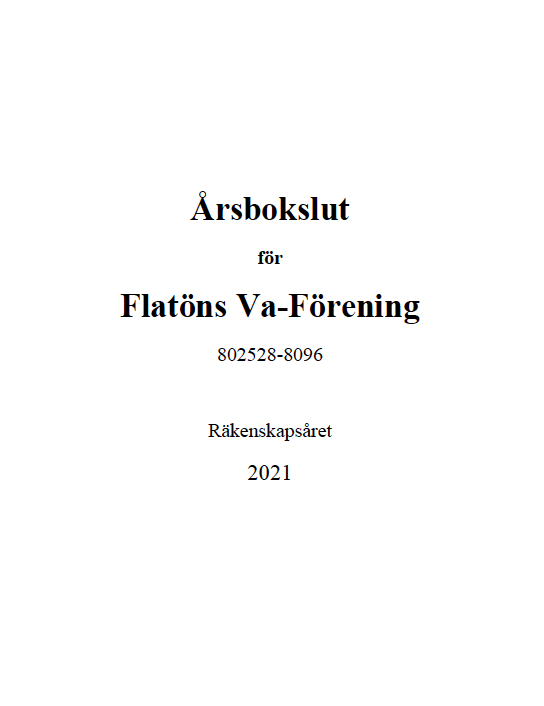 Årsbokslut
för
Flatöns Va-Förening
802528-8096
Räkenskapsåret
2021